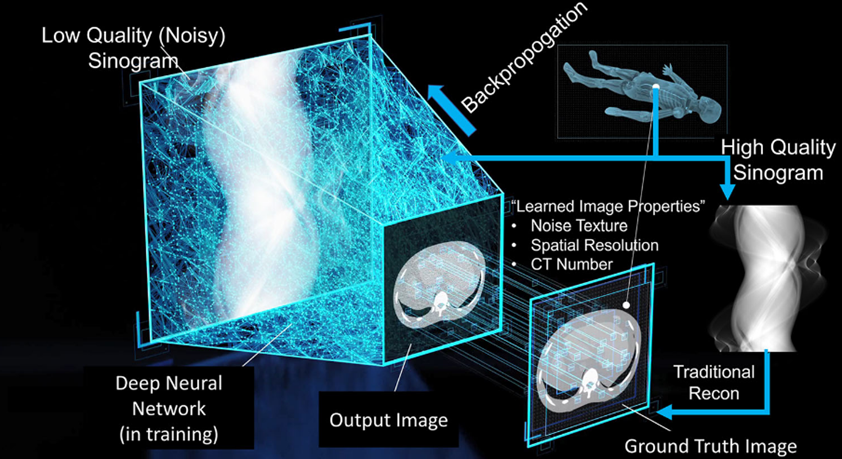 Low Quality (Noisy)
Sinogram
Backpropogation
High Quality
Sinogram
“Learned Image Properties”
• Noise Texture
• Spatial Resolution
• CT Number
Deep Neural
Network
(in training)
Output Image
Traditional
Recon
Ground Truth Image